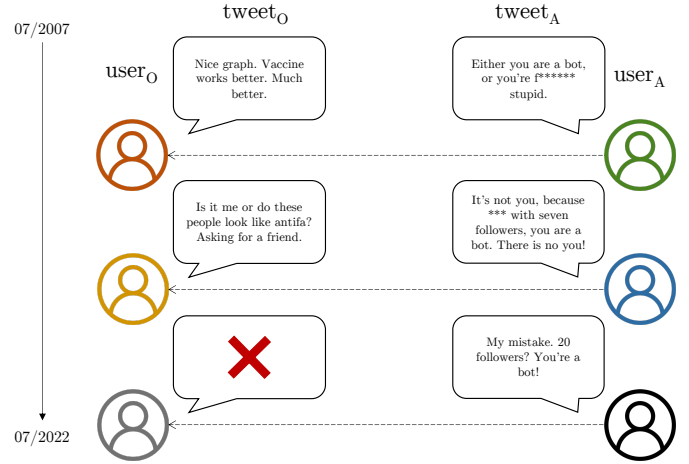 07/2007
tweet_O
tweet_A
user_O
Nice graph. Vaccine
works better. Much
better.
Either you are a bot,
or you're f******
stupid.
user_A
Is it me or do these
people look like antifa?
Asking for a friend.
It's not you, because
*** with seven
followers, you are a
bot. There is no you!
My mistake. 20
followers? You're a
bot!
07/2022